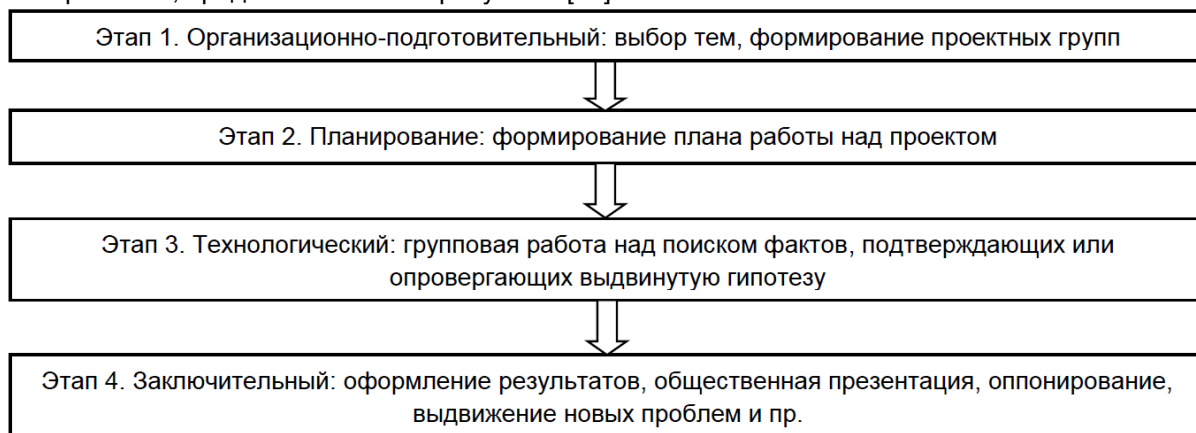 Этап 1. Организационно-подготовительный: выбор тем, формирование проектных групп
Этап 2. Планирование: формирование плана работы над проектом
Этап 3. Технологический: групповая работа над поиском фактов, подтверждающих или
опровергающих выдвинутую гипотезу
Этап 4. Заключительный: оформление результатов, общественная презентация, оппонирование,
выдвижение новых проблем и пр.